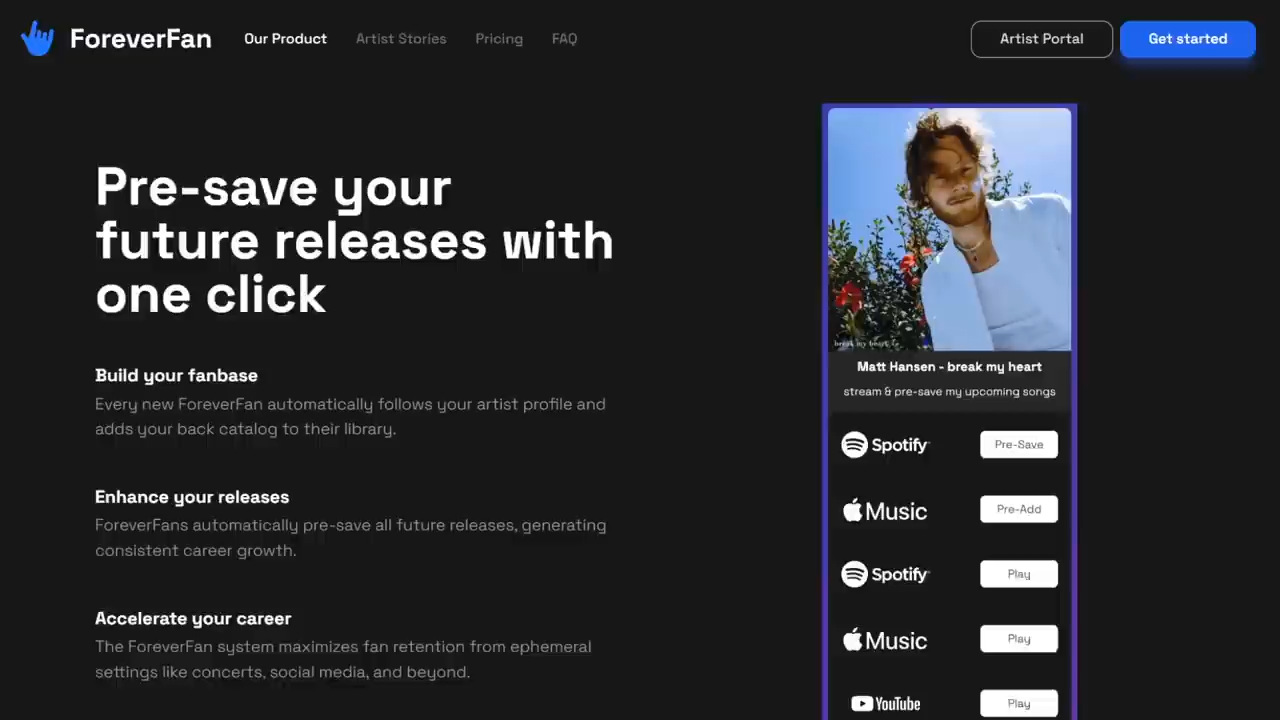 ForeverFan
Our Product
Artist Stories
Pricing
FAQ
Artist Portal
Get started
Pre-save your
future releases with
one click
Build your fanbase
Every new ForeverFan automatically follows your artist profile and
adds your back catalog to their library.
Enhance your releases
ForeverFans automatically pre-save all future releases, generating
consistent career growth.
Accelerate your career
The ForeverFan system maximizes fan retention from ephemeral
settings like concerts, social media, and beyond.
break my heart
Matt Hansen - break my heart
stream & pre-save my upcoming songs
Spotify
Pre-Save
Music
Pre-Add
Spotify
Play
Music
Play
YouTube
Play